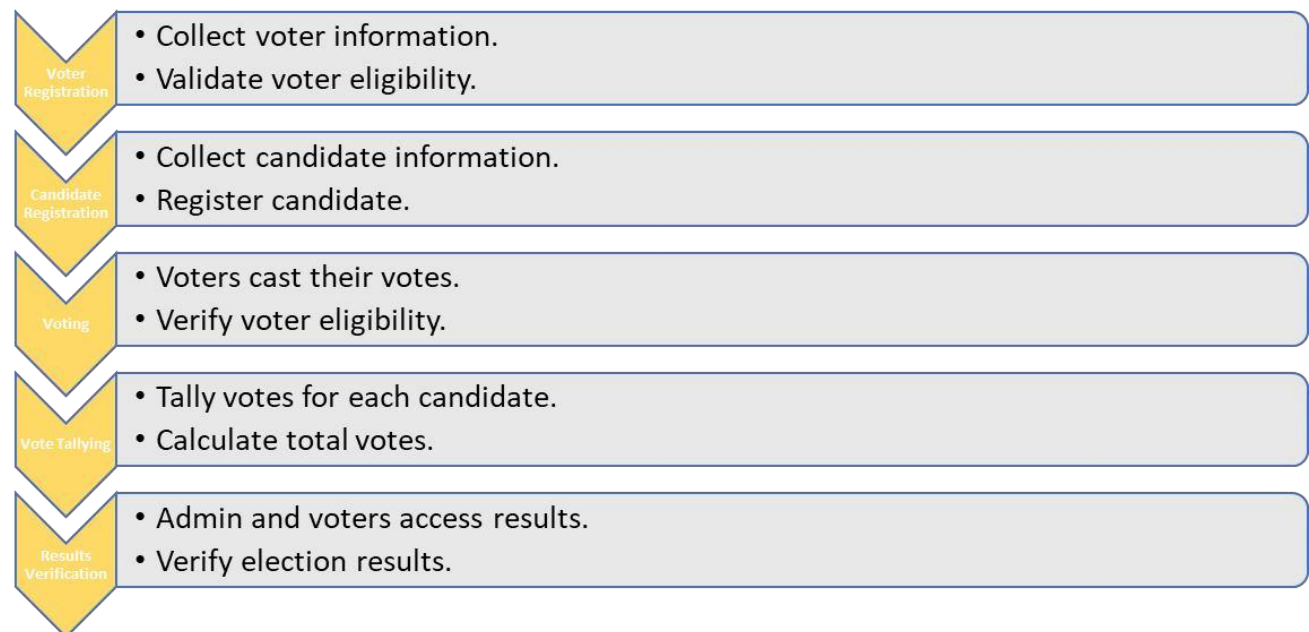 Voter
Registration
• Collect voter information.
• Validate voter eligibility.
Candidate
Registration
• Collect candidate information.
• Register candidate.
Voting
• Voters cast their votes.
• Verify voter eligibility.
Vote Tallying
• Tally votes for each candidate.
• Calculate total votes.
Results
Verification
• Admin and voters access results.
• Verify election results.